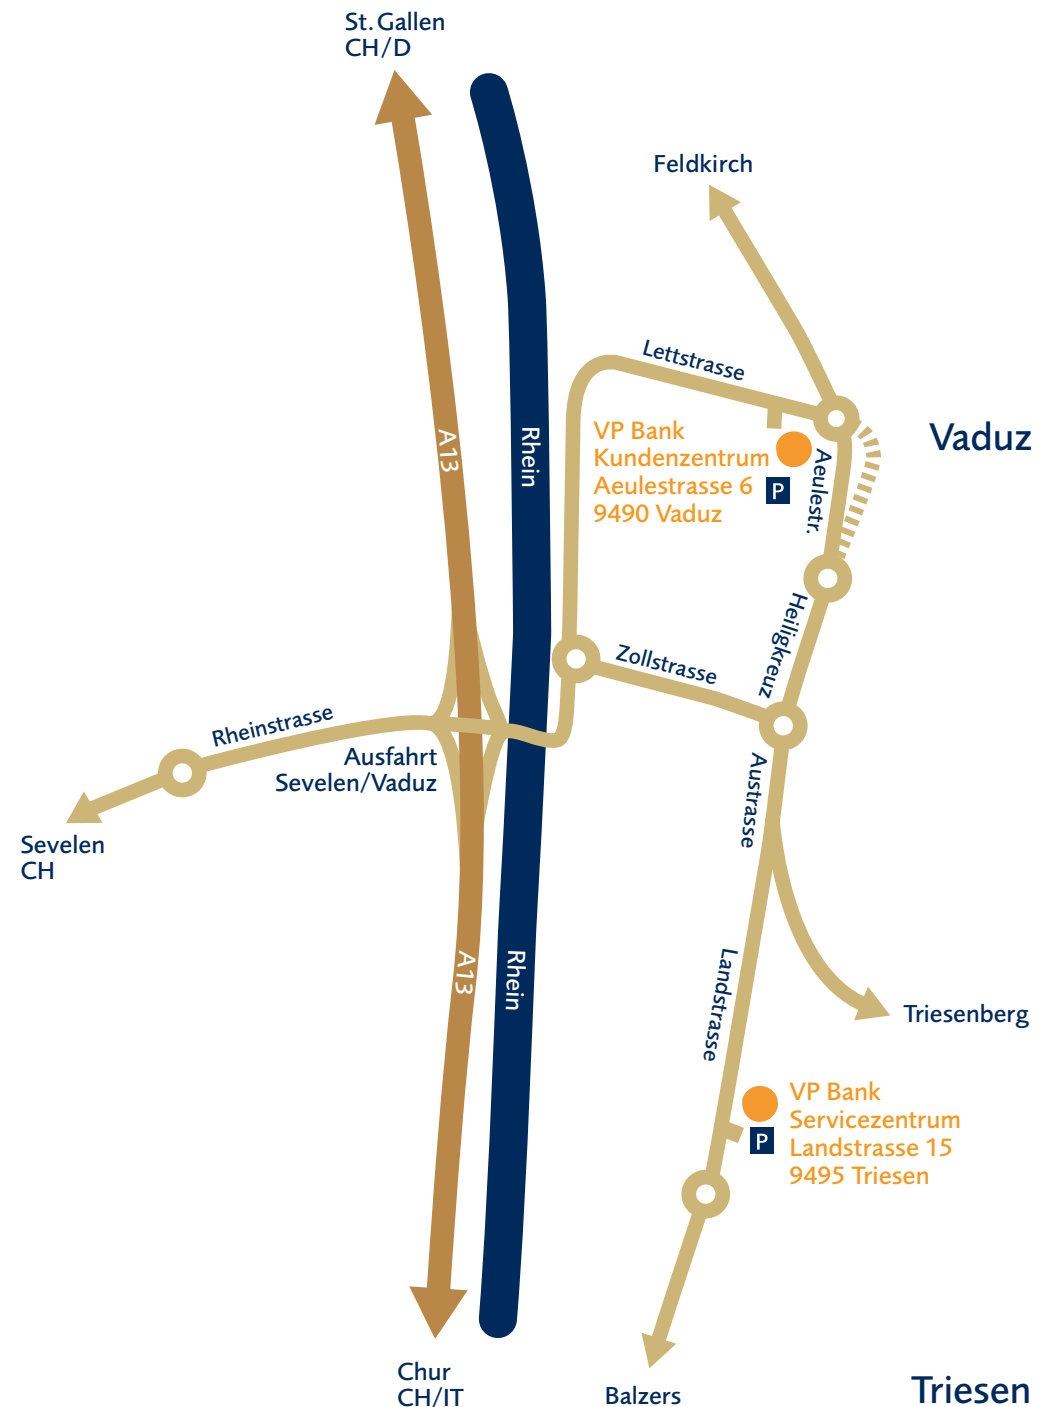 St. Gallen
CH/D
Feldkirch
Lettstrasse
Vaduz
A13
Rhein
VP Bank
Kundenzentrum
Aeulestrasse 6
9490 Vaduz
P
Aeulestr.
Heiligkreuz
Zollstrasse
Rheinstrasse
Ausfahrt
Sevelen/Vaduz
Austrasse
Sevelen
CH
A13
Rhein
Landstrasse
Triesenberg
VP Bank
Servicezentrum
Landstrasse 15
9495 Triesen
P
Chur
CH/IT
Balzers
Triesen